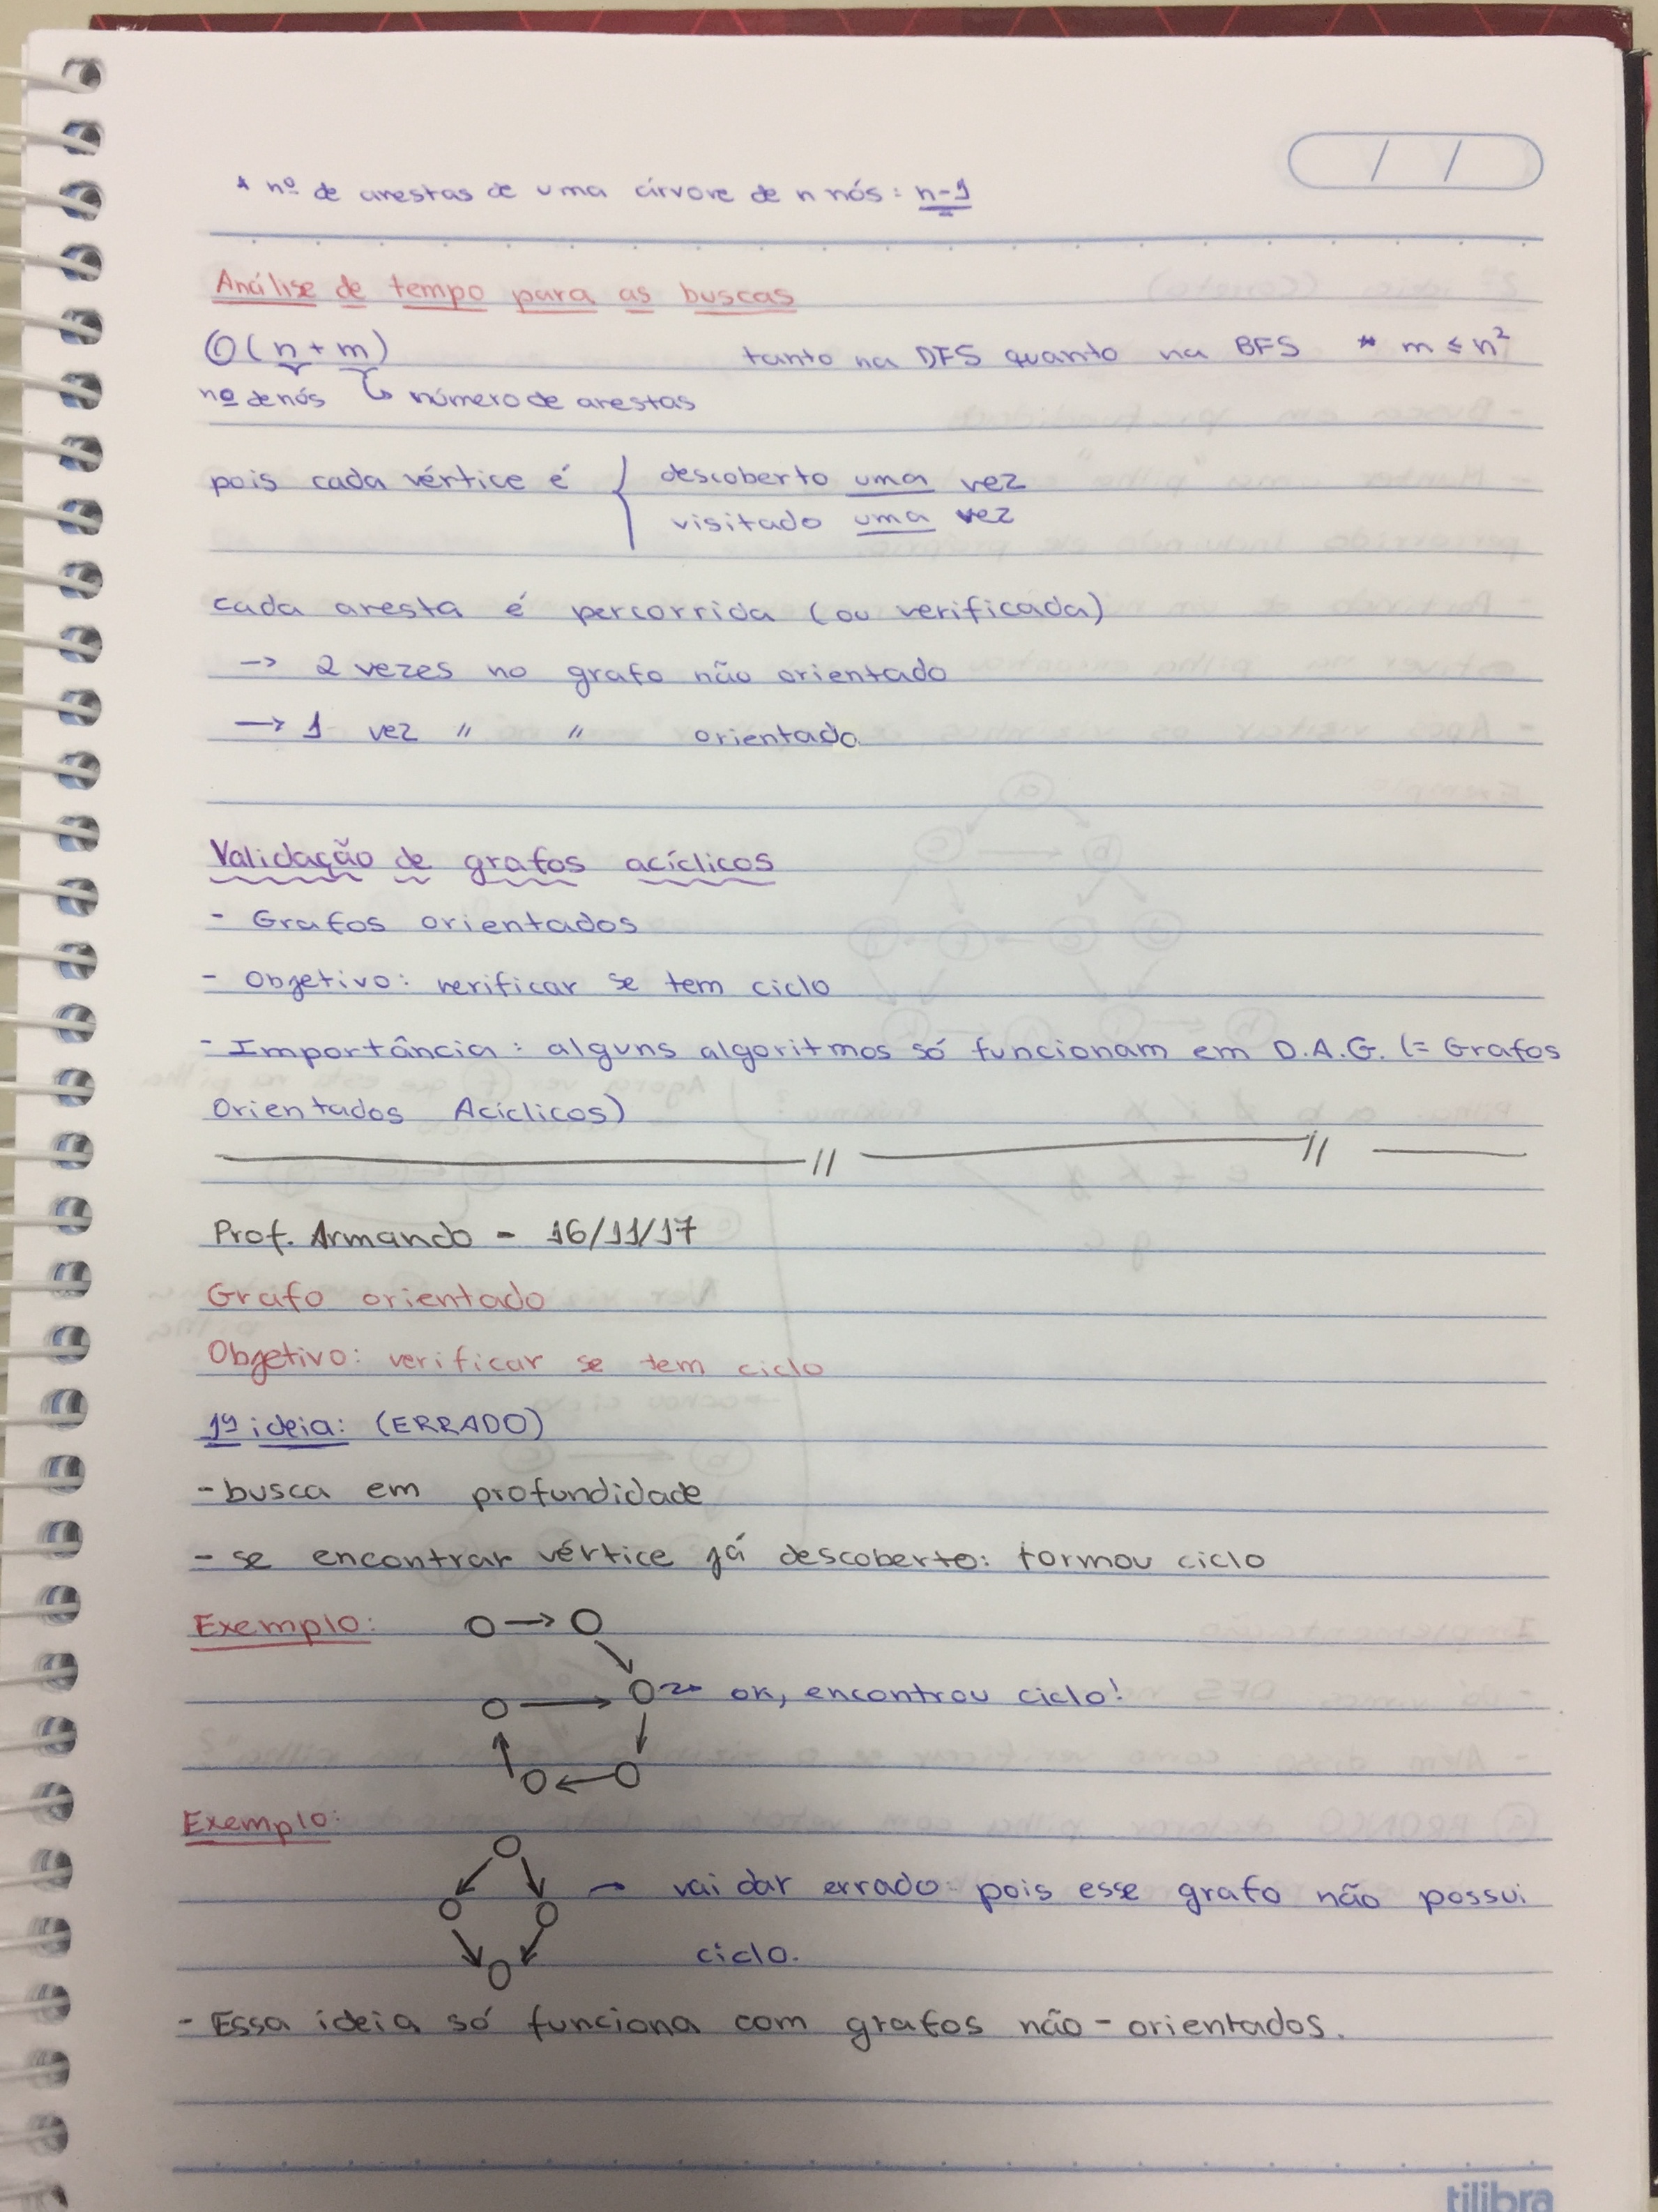 * nº de arestas de uma árvore de n nós: n-1
/ /
Análise de tempo para as buscas
O(n+m) tanto na DFS quanto na BFS * m ≤ n²
nº de nós ↳ número de arestas
pois cada vértice é { descoberto uma vez
visitado uma vez
cada aresta é percorrida (ou verificada)
→ 2 vezes no grafo não orientado
→ 1 vez " " orientado
Validação de grafos acíclicos
- Grafos orientados
- Objetivo: verificar se tem ciclo
- Importância: alguns algoritmos só funcionam em D.A.G. (= Grafos
Orientados Acíclicos)
Prof. Armando - 16/11/17
Grafo orientado
Objetivo: verificar se tem ciclo
1ª ideia: (ERRADO)
- busca em profundidade
- se encontrar vértice já descoberto: formou ciclo
Exemplo:
ok, encontrou ciclo!
Exemplo:
→ vai dar errado pois esse grafo não possui
ciclo.
- Essa ideia só funciona com grafos não-orientados.
tilibra